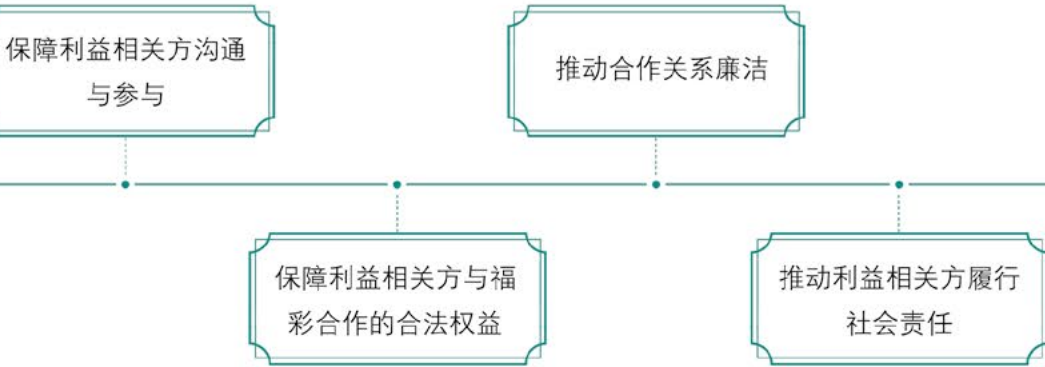 保障利益相关方沟通
与参与
推动合作关系廉洁
保障利益相关方与福
彩合作的合法权益
推动利益相关方履行
社会责任